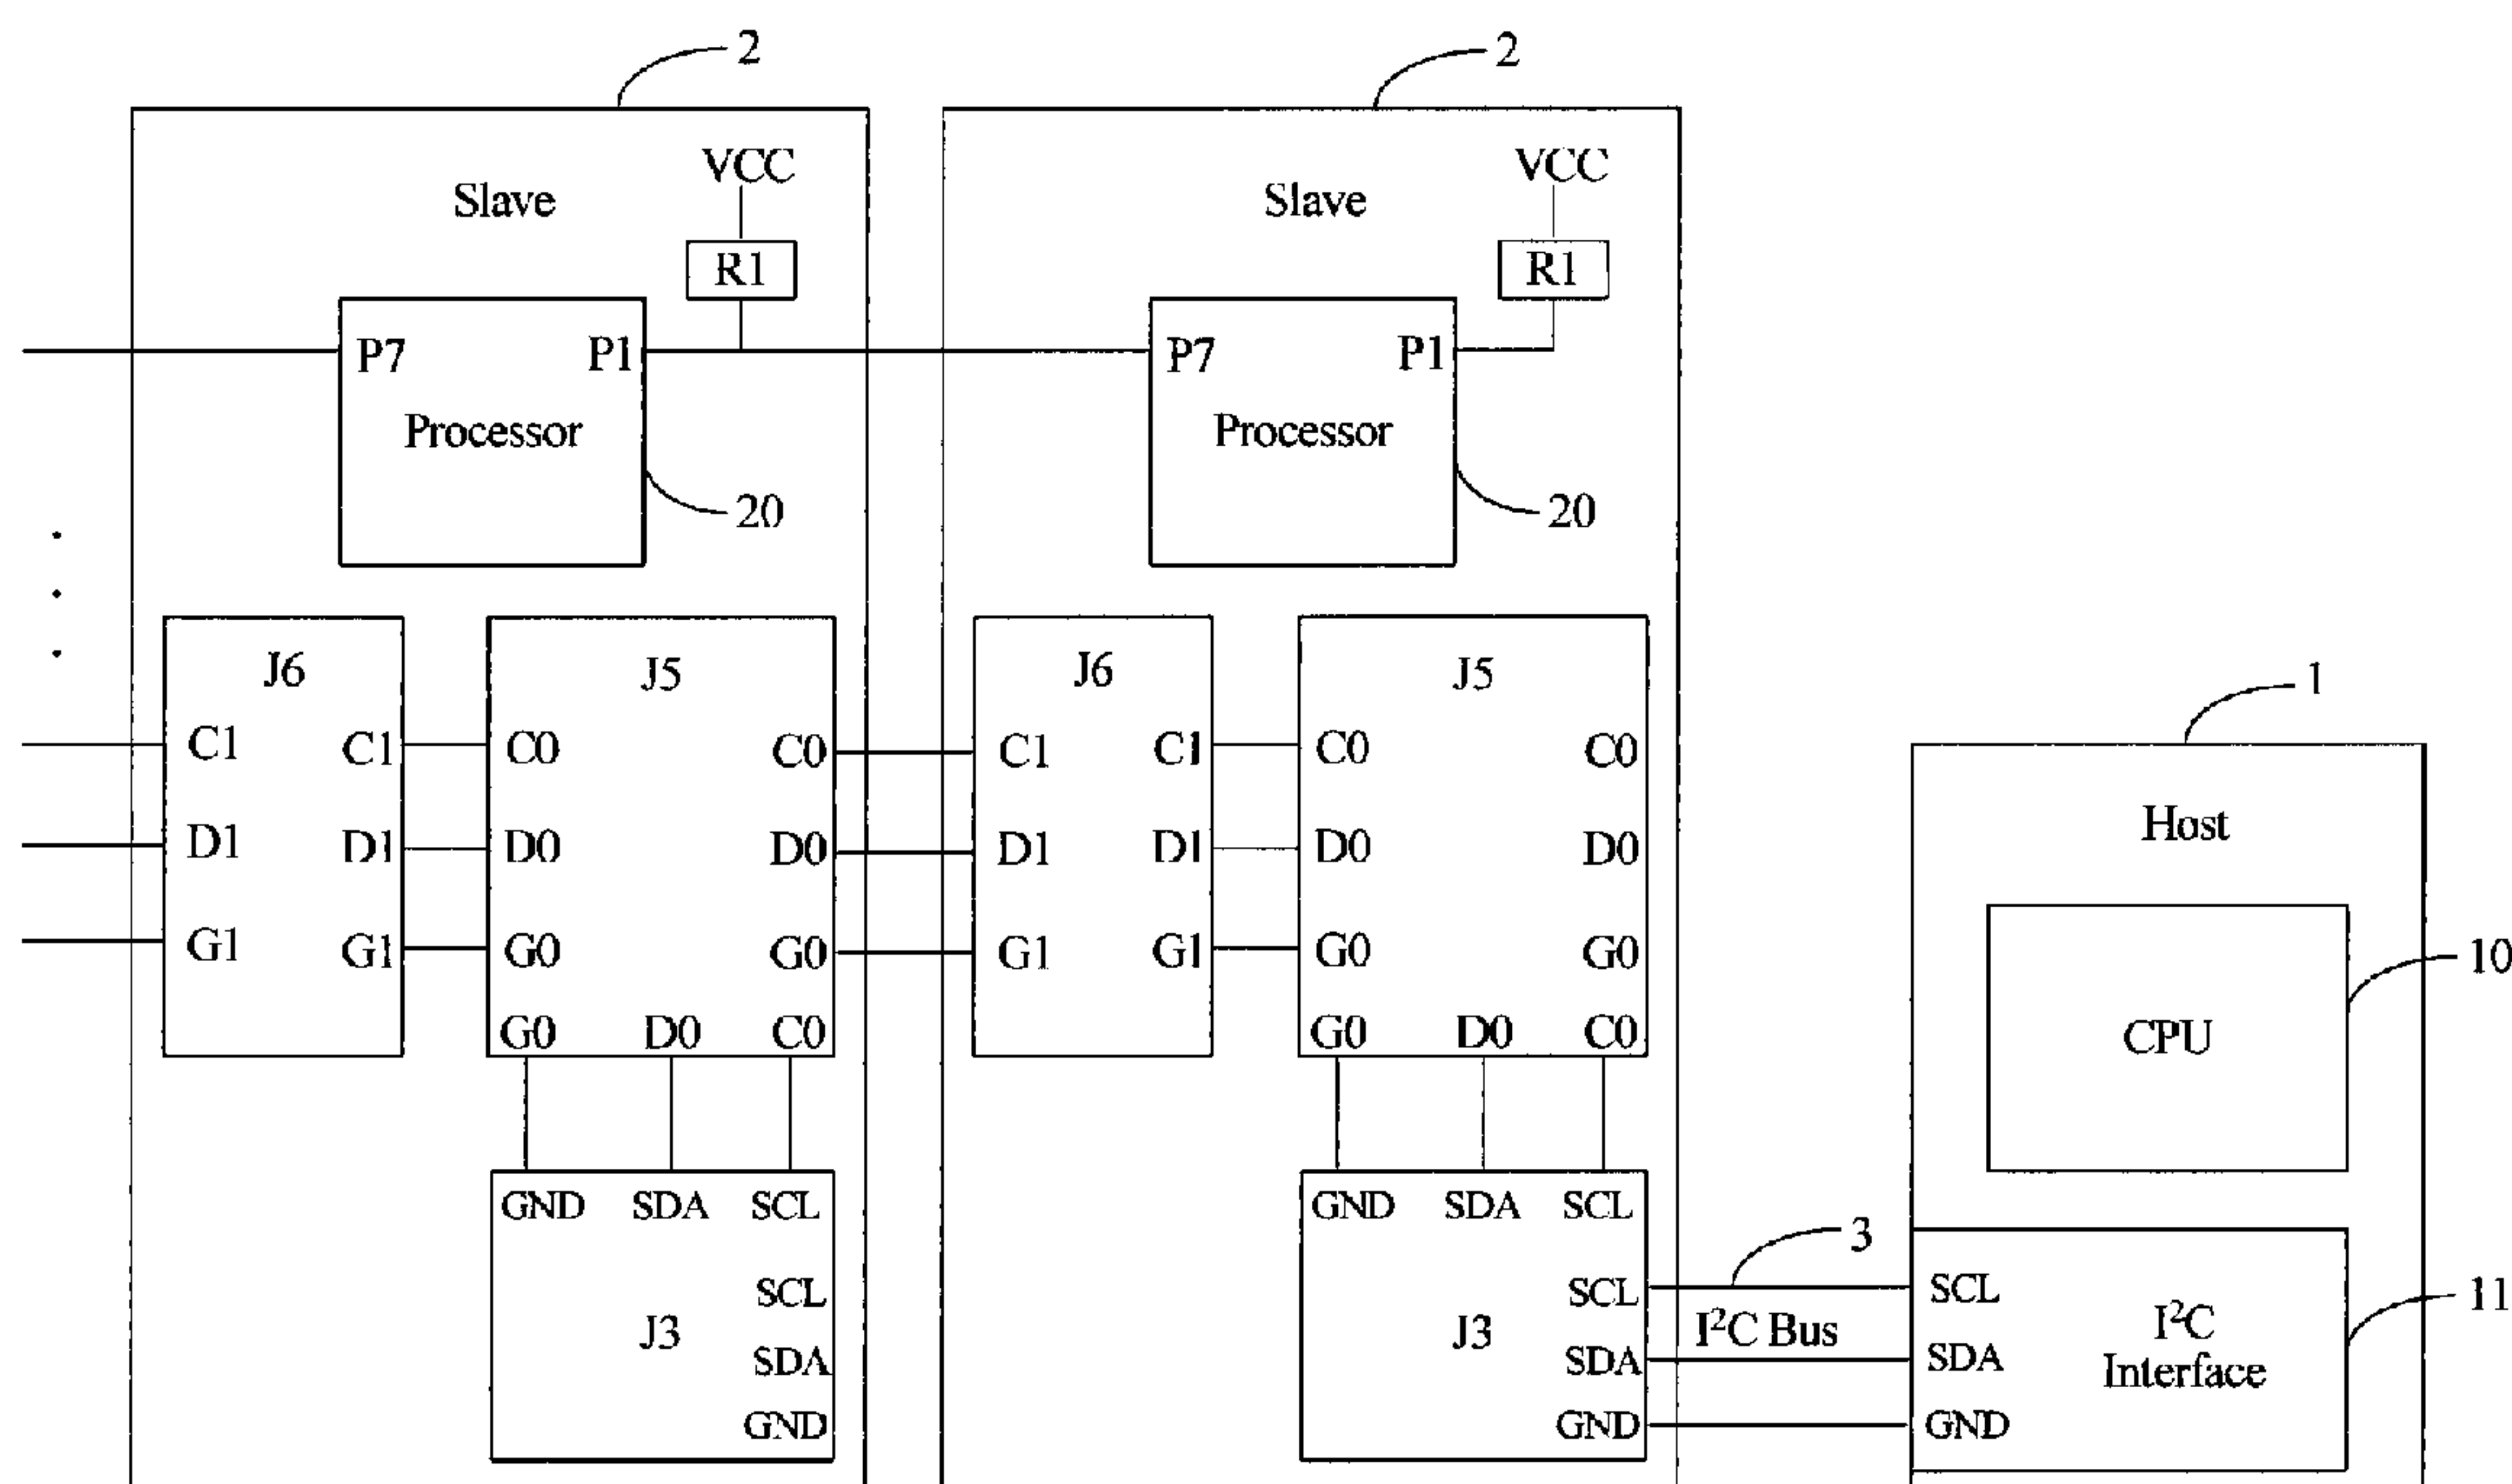 2
2
VCC
VCC
Slave
Slave
R1
R1
P7
P1
P7
P1
Processor
Processor
20
20
J6
J5
J6
J5
1
C1
C1
C0
C0
C1
C1
C0
C0
Host
D1
D1
D0
D0
D1
D1
D0
D0
G1
G1
G0
G0
G1
G1
G0
G0
10
G0
D0
C0
G0
D0
C0
CPU
GND
SDA
SCL
GND
SDA
SCL
3
SCL
SCL
SCL
11
J3
J3
I²C Bus
I²C
Interface
SDA
SDA
SDA
GND
GND
GND